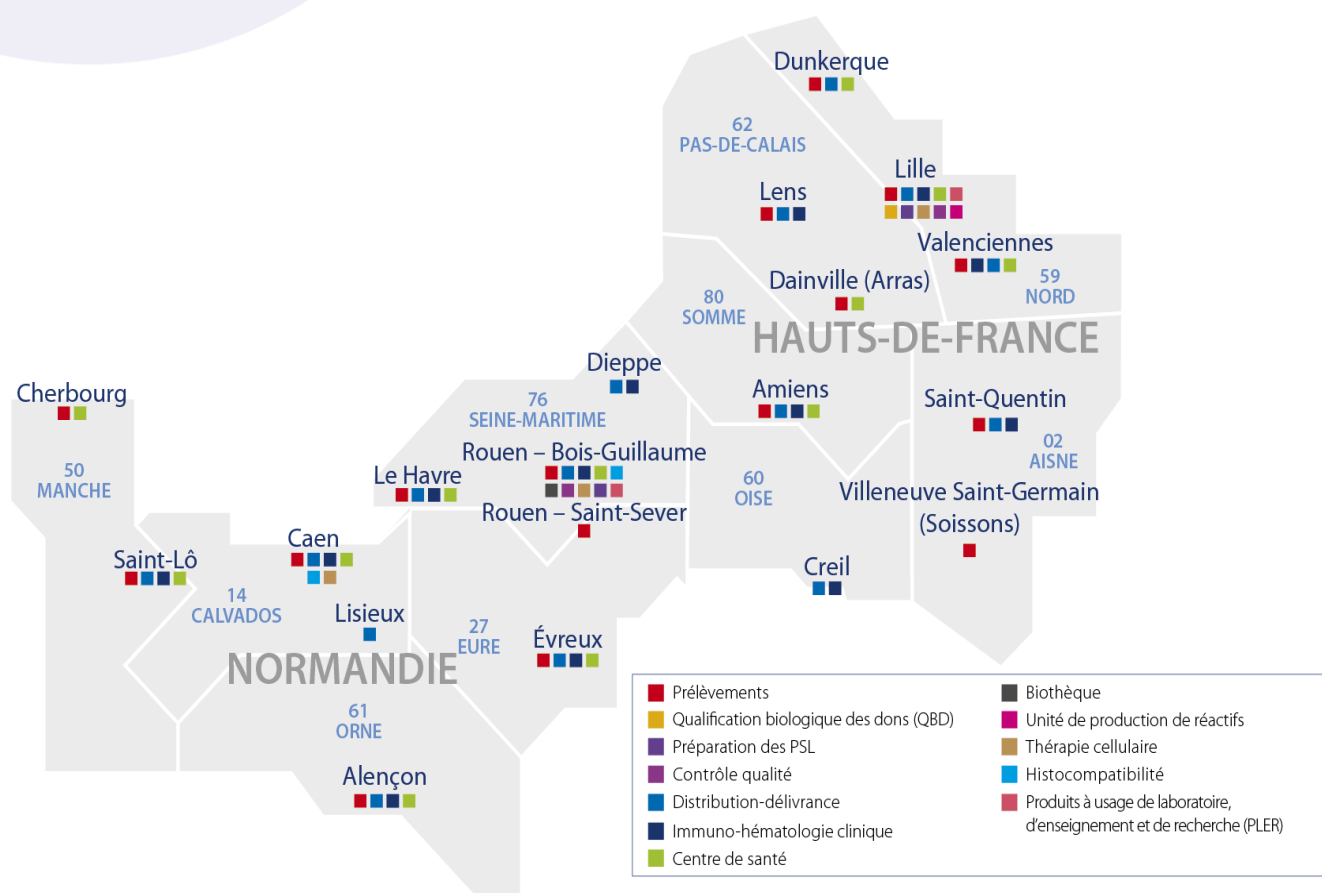 Dunkerque
62
PAS-DE-CALAIS
Lille
Lens
Valenciennes
59
NORD
Dainville (Arras)
80
SOMME
HAUTS-DE-FRANCE
Dieppe
Cherbourg
76
SEINE-MARITIME
Amiens
Saint-Quentin
02
AISNE
Rouen – Bois-Guillaume
50
MANCHE
Le Havre
60
OISE
Villeneuve Saint-Germain
(Soissons)
Rouen – Saint-Sever
Caen
Saint-Lô
Creil
14
CALVADOS
Lisieux
27
EURE
Évreux
NORMANDIE
61
ORNE
Alençon
Prélèvements
Qualification biologique des dons (QBD)
Préparation des PSL
Contrôle qualité
Distribution-délivrance
Immuno-hématologie clinique
Centre de santé
Biothèque
Unité de production de réactifs
Thérapie cellulaire
Histocompatibilité
Produits à usage de laboratoire,
d'enseignement et de recherche (PLER)